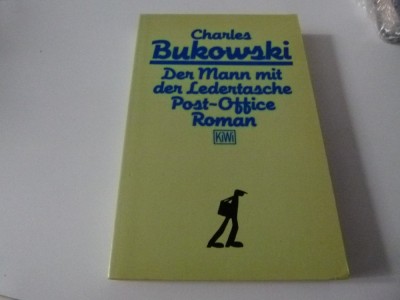 Charles
Bukowski
Der Mann mit
der Ledertasche
Post-Office
Roman
KiWi